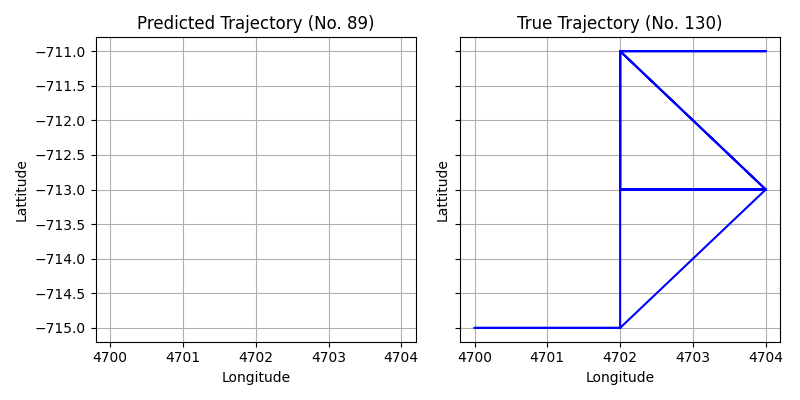 Predicted Trajectory (No. 89)
True Trajectory (No. 130)
−711.0
−711.5
−712.0
−712.5
−713.0
−713.5
−714.0
−714.5
−715.0
Lattitude
Lattitude
4700 4701 4702 4703 4704
4700 4701 4702 4703 4704
Longitude
Longitude